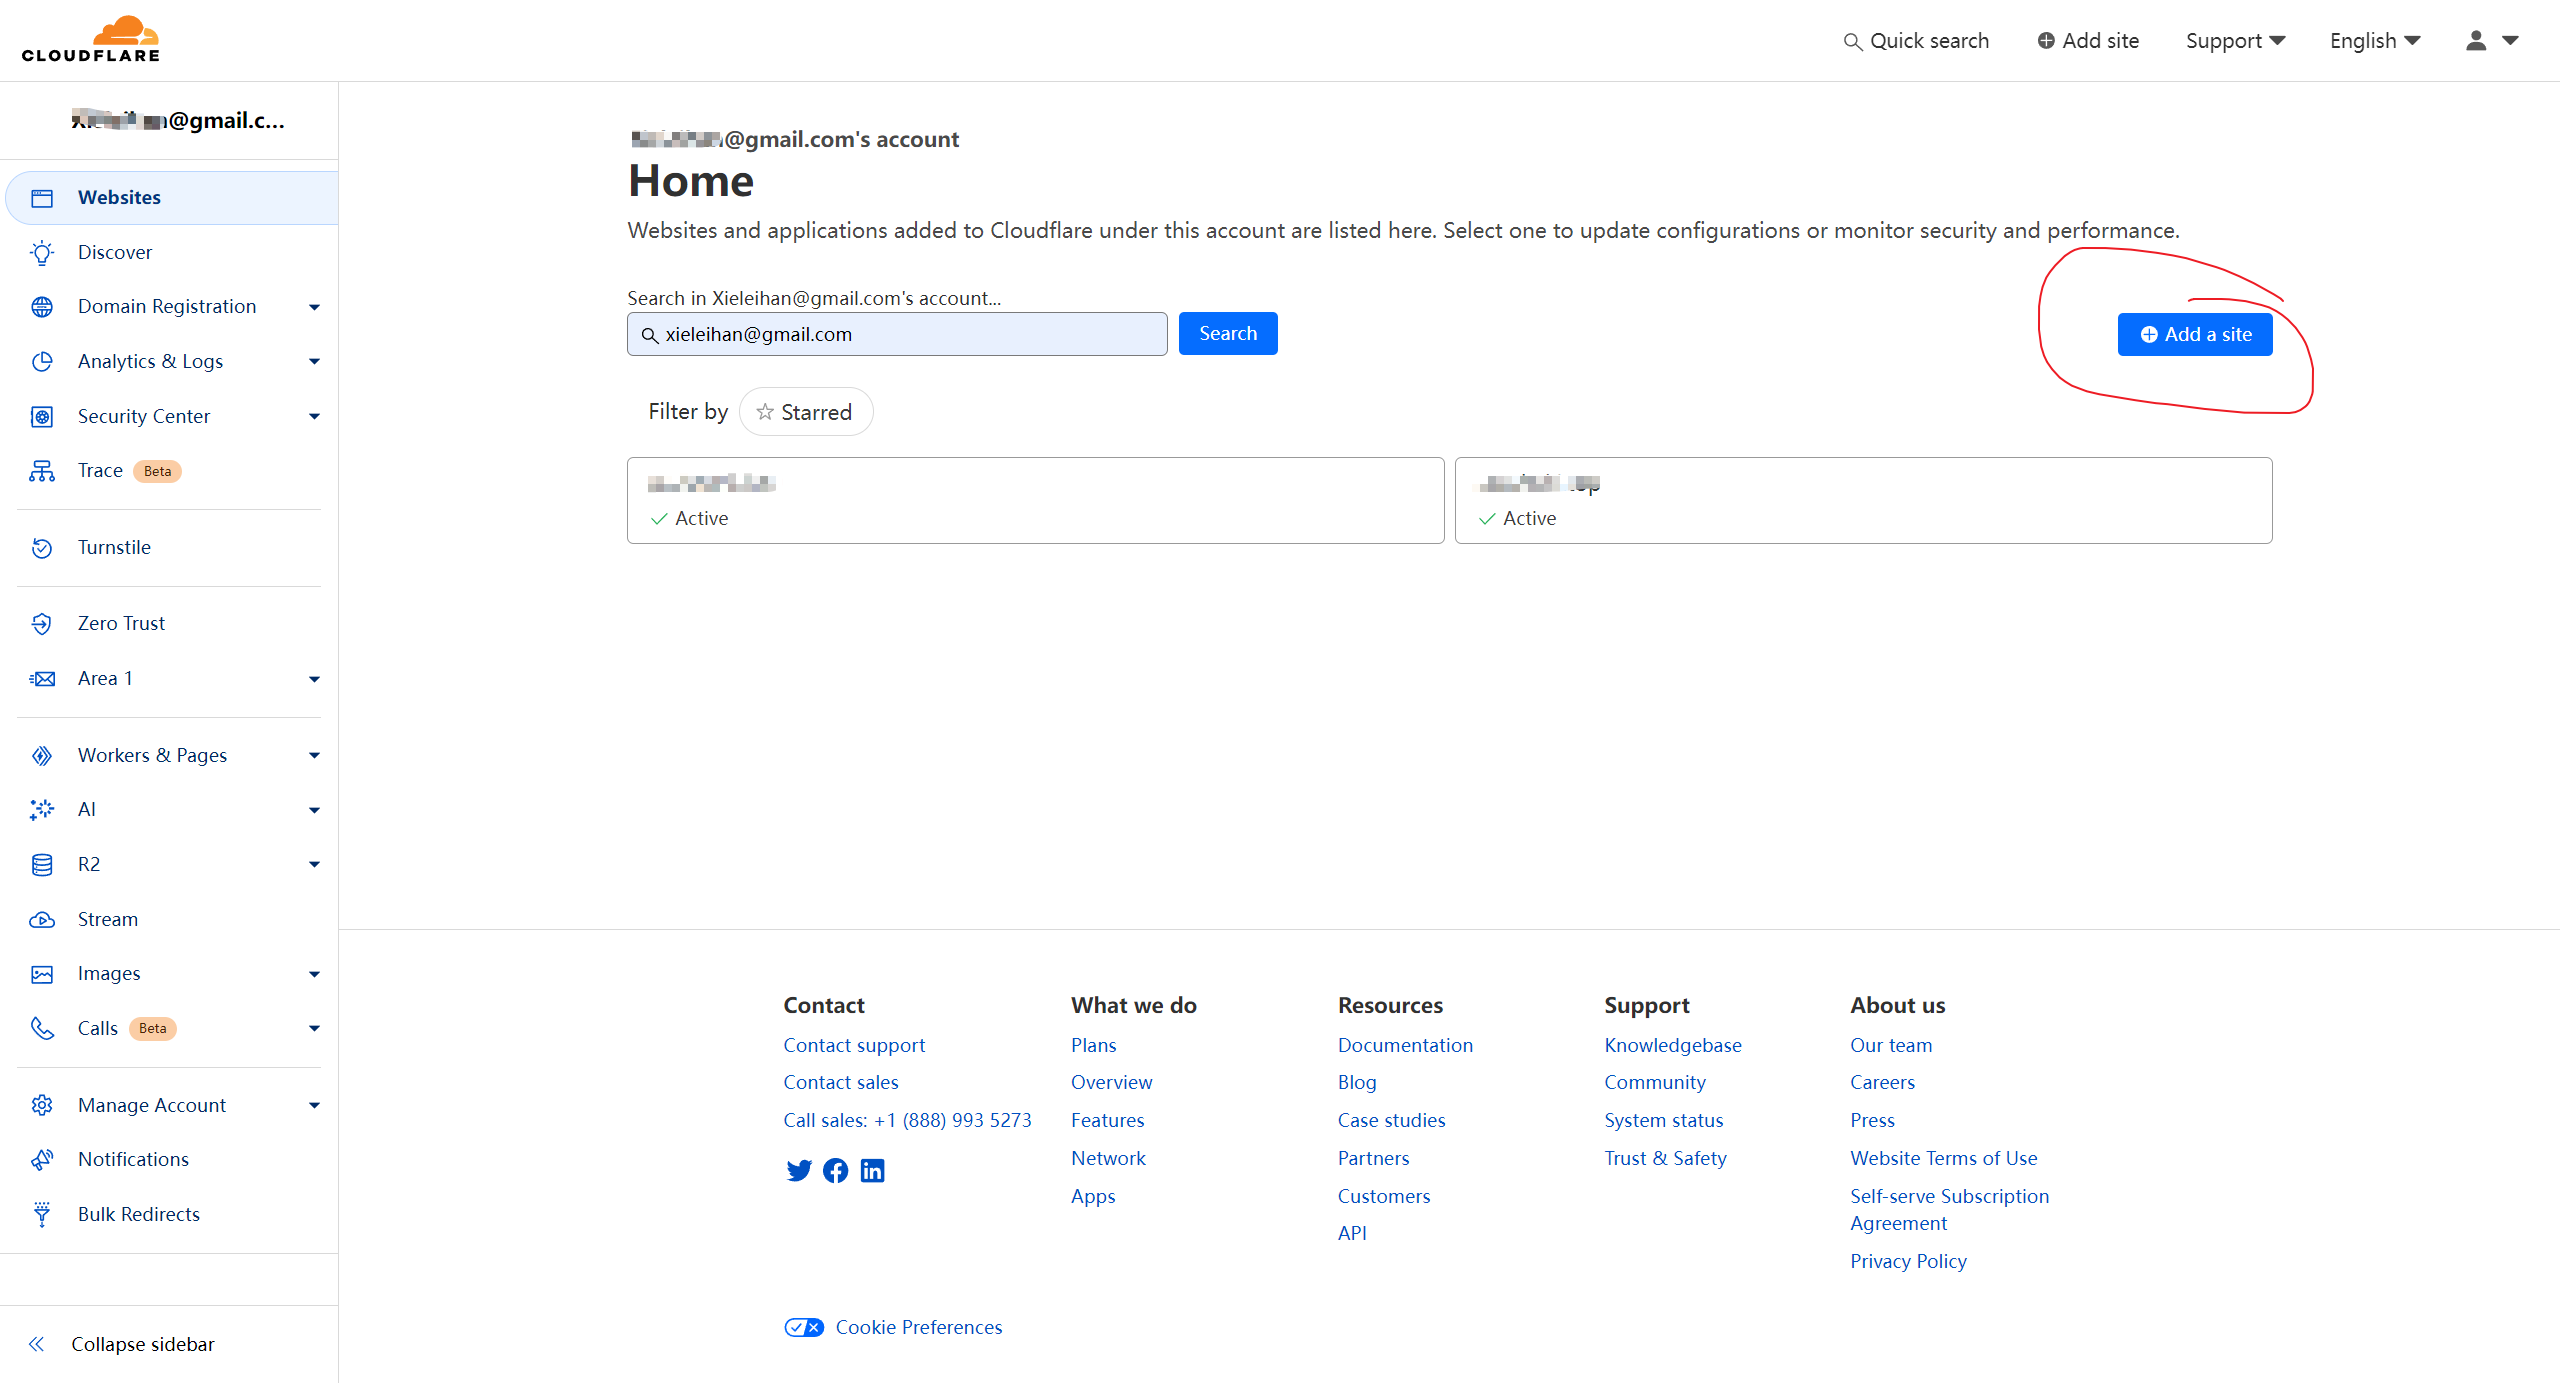 CLOUDFLARE
Quick search
Add site
Support
English
@gmail.c...
Websites
Discover
Domain Registration
Analytics & Logs
Security Center
Trace Beta
Turnstile
Zero Trust
Area 1
Workers & Pages
AI
R2
Stream
Images
Calls Beta
Manage Account
Notifications
Bulk Redirects
Collapse sidebar
@gmail.com's account
Home
Websites and applications added to Cloudflare under this account are listed here. Select one to update configurations or monitor security and performance.
Search in Xieleihan@gmail.com's account...
xieleihan@gmail.com
Search
Add a site
Filter by
Starred
Active
Active
Contact
Contact support
Contact sales
Call sales: +1 (888) 993 5273
What we do
Plans
Overview
Features
Network
Apps
Resources
Documentation
Blog
Case studies
Partners
Customers
API
Support
Knowledgebase
Community
System status
Trust & Safety
About us
Our team
Careers
Press
Website Terms of Use
Self-serve Subscription
Agreement
Privacy Policy
Cookie Preferences